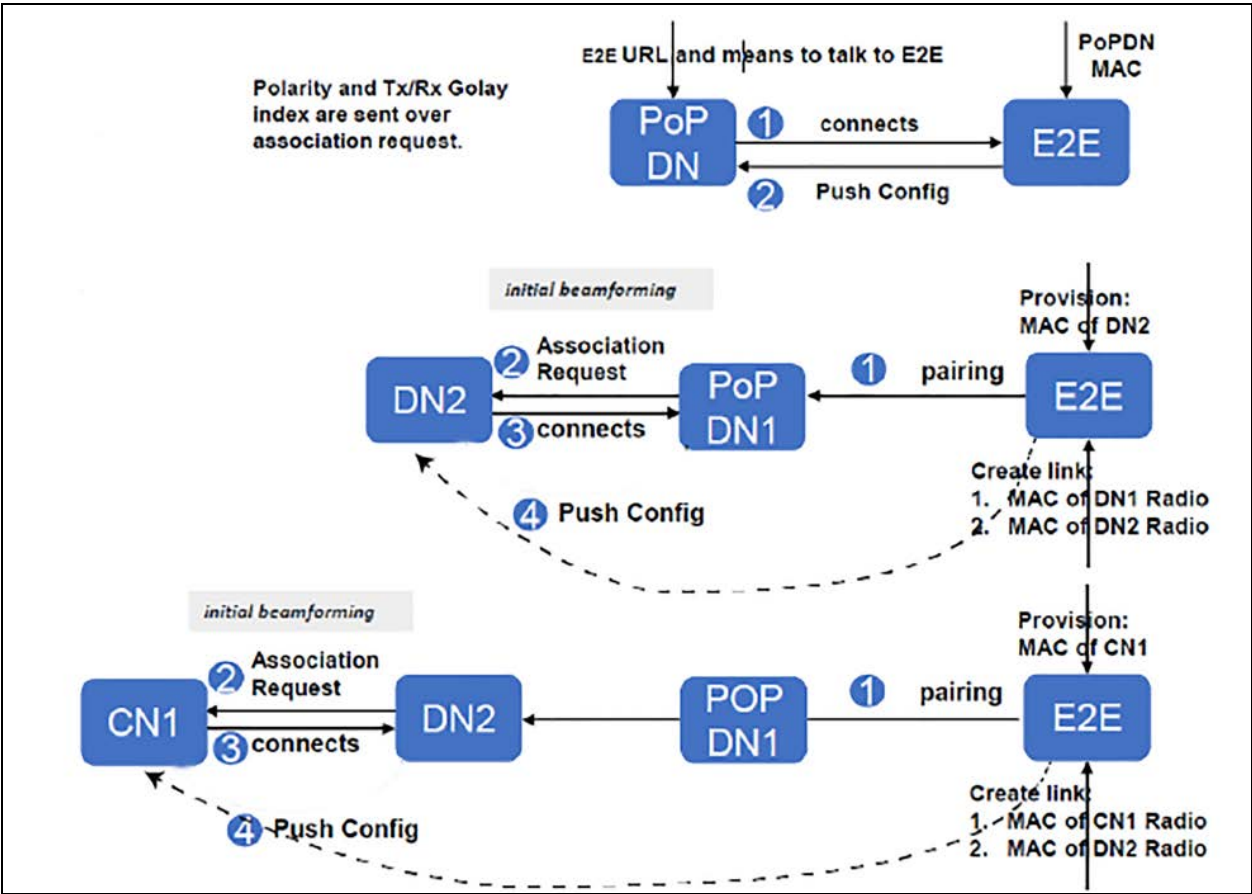 E2E URL and means to talk to E2E
PoPDN
MAC
Polarity and Tx/Rx Golay
index are sent over
association request.
PoP
DN
1 connects
2 Push Config
E2E
initial beamforming
Provision:
MAC of DN2
DN2
2 Association
Request
3 connects
PoP
DN1
1 pairing
E2E
4 Push Config
Create link:
1. MAC of DN1 Radio
2. MAC of DN2 Radio
initial beamforming
Provision:
MAC of CN1
CN1
2 Association
Request
3 connects
DN2
POP
DN1
1 pairing
E2E
4 Push Config
Create link:
1. MAC of CN1 Radio
2. MAC of DN2 Radio